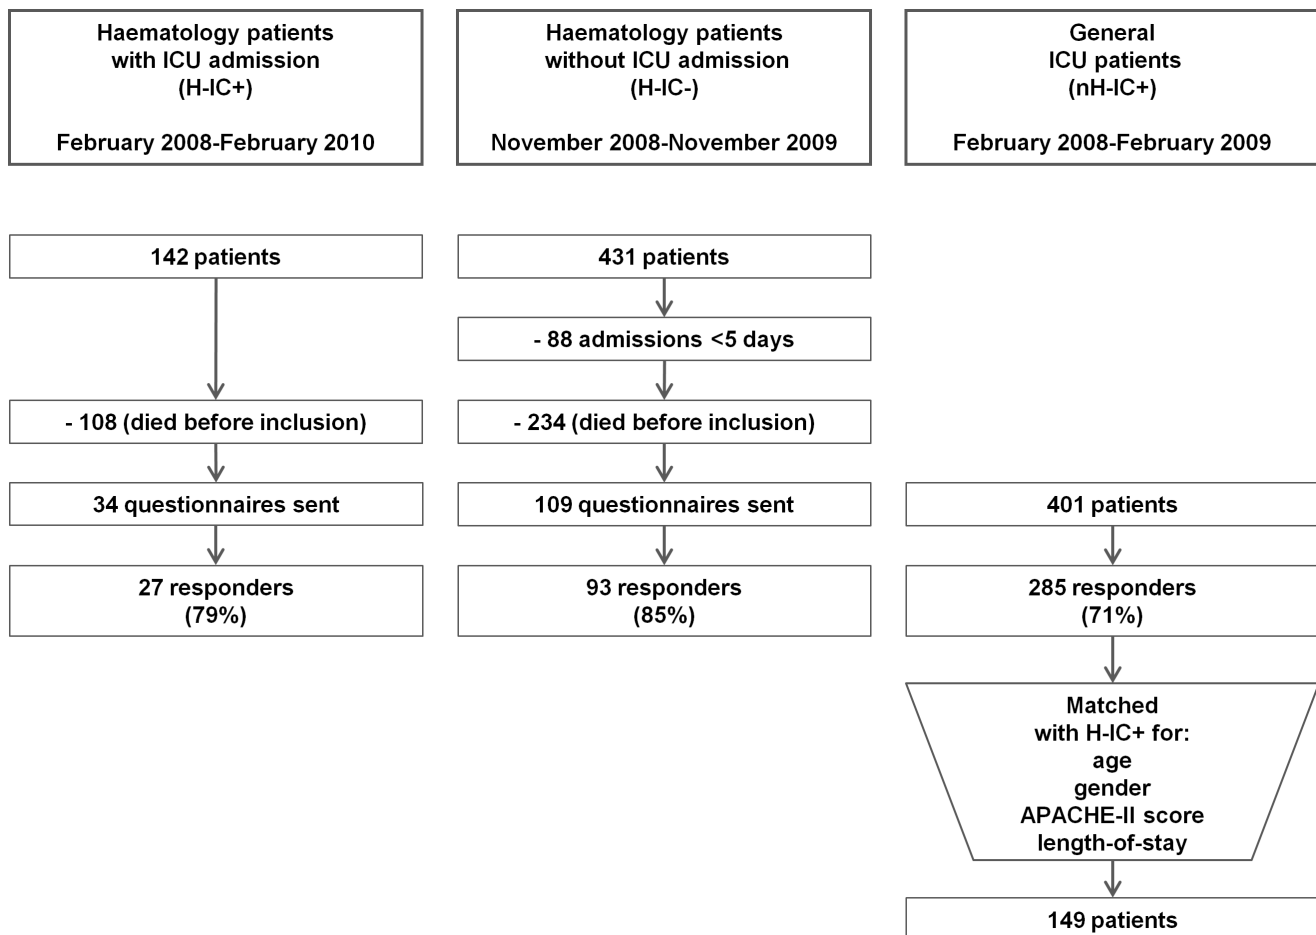 Haematology patients
with ICU admission
(H-IC+)
February 2008-February 2010
Haematology patients
without ICU admission
(H-IC-)
November 2008-November 2009
General
ICU patients
(nH-IC+)
February 2008-February 2009
142 patients
431 patients
- 88 admissions <5 days
- 108 (died before inclusion)
- 234 (died before inclusion)
34 questionnaires sent
109 questionnaires sent
401 patients
27 responders
(79%)
93 responders
(85%)
285 responders
(71%)
Matched
with H-IC+ for:
age
gender
APACHE-II score
length-of-stay
149 patients